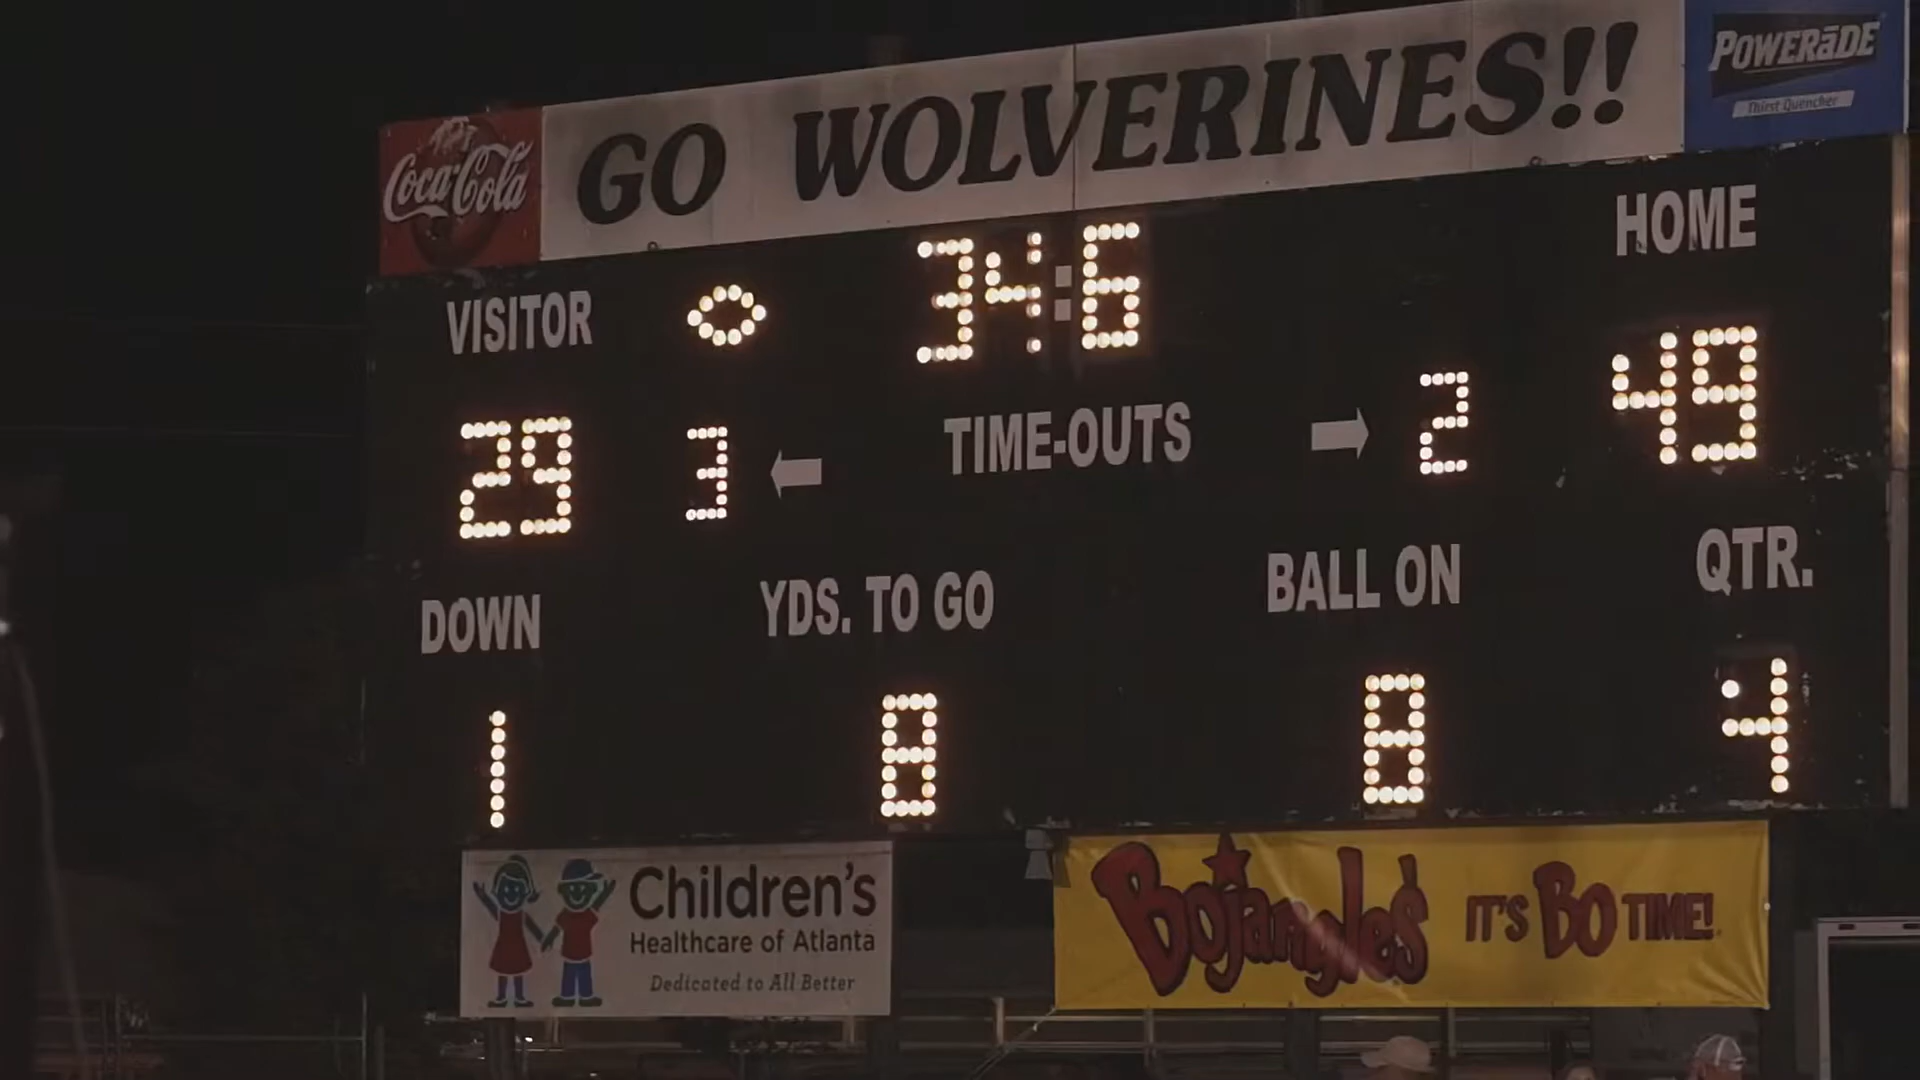 GO WOLVERINES!!
Coca-Cola
POWERāDE
Thirst Quencher
HOME
VISITOR
34:6
29
3
TIME-OUTS
2
49
DOWN
YDS. TO GO
BALL ON
QTR.
1
8
8
4
Children's
Healthcare of Atlanta
Dedicated to All Better
Bojangles'
IT'S BO TIME!